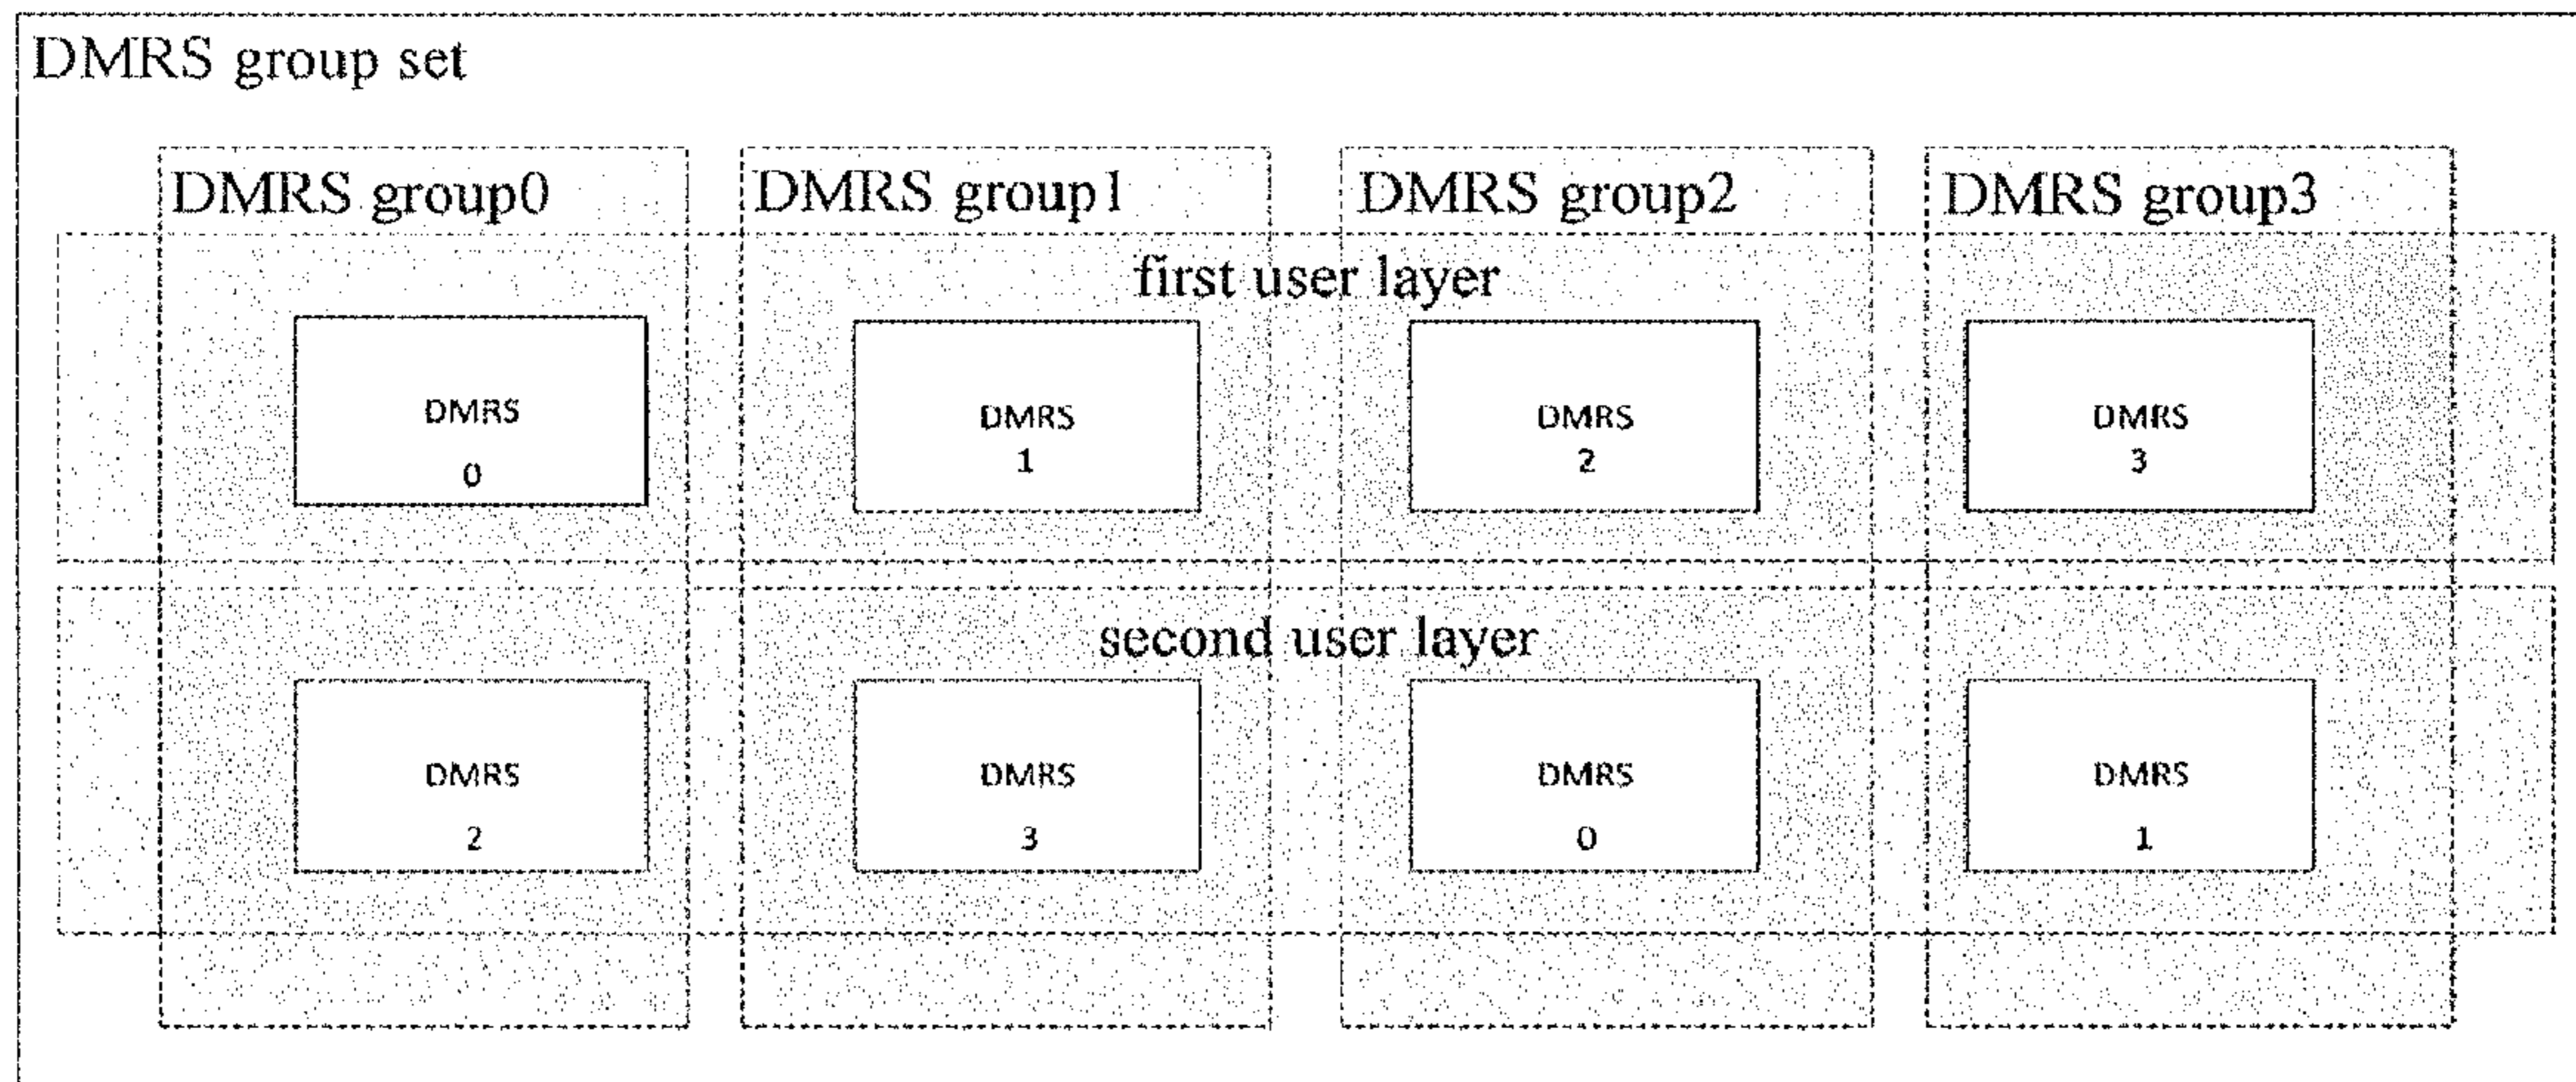 DMRS group set
DMRS group0 DMRS group1 DMRS group2 DMRS group3
first user layer
DMRS DMRS DMRS DMRS
0 1 2 3
second user layer
DMRS DMRS DMRS DMRS
2 3 0 1